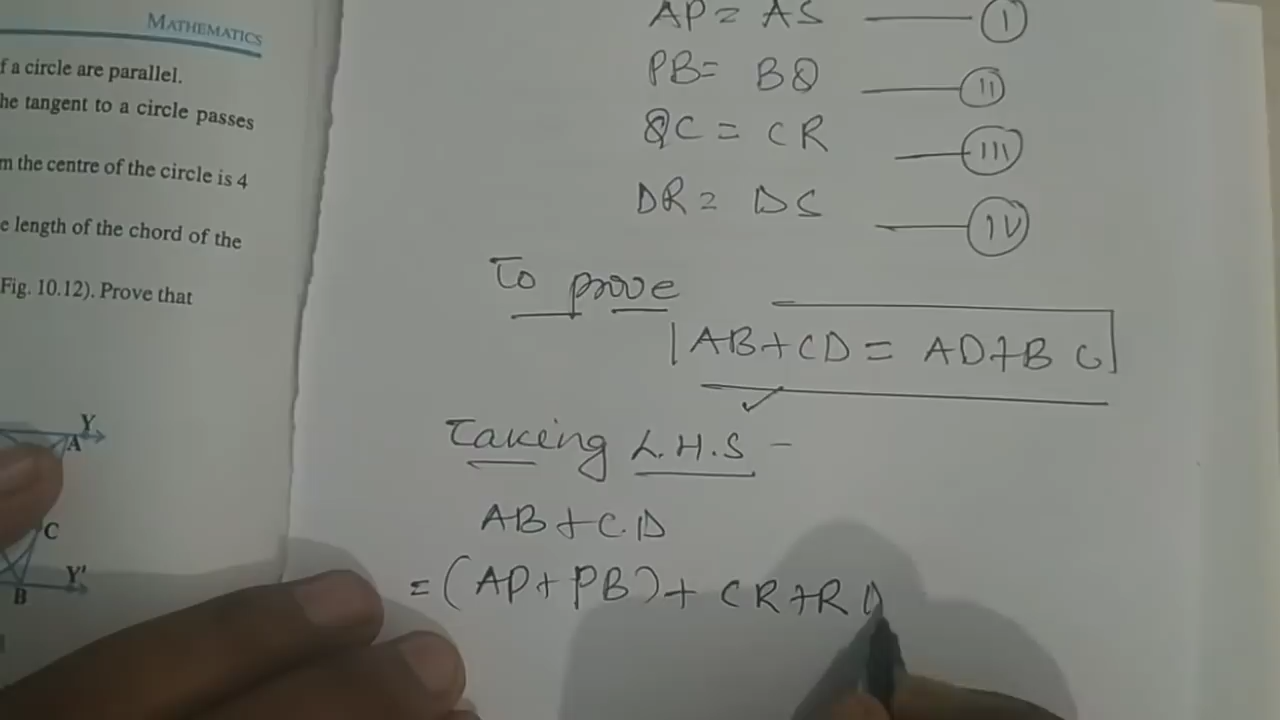 MATHEMATICS
f a circle are parallel.
he tangent to a circle passes
m the centre of the circle is 4
e length of the chord of the
Fig. 10.12). Prove that
Y
A
C
Y'
B
AP = AS I
PB = BQ II
QC = CR III
DR = DS IV
To prove
AB+CD = AD+BC
Taking L.H.S -
AB+CD
= (AP+PB)+ CR+RD